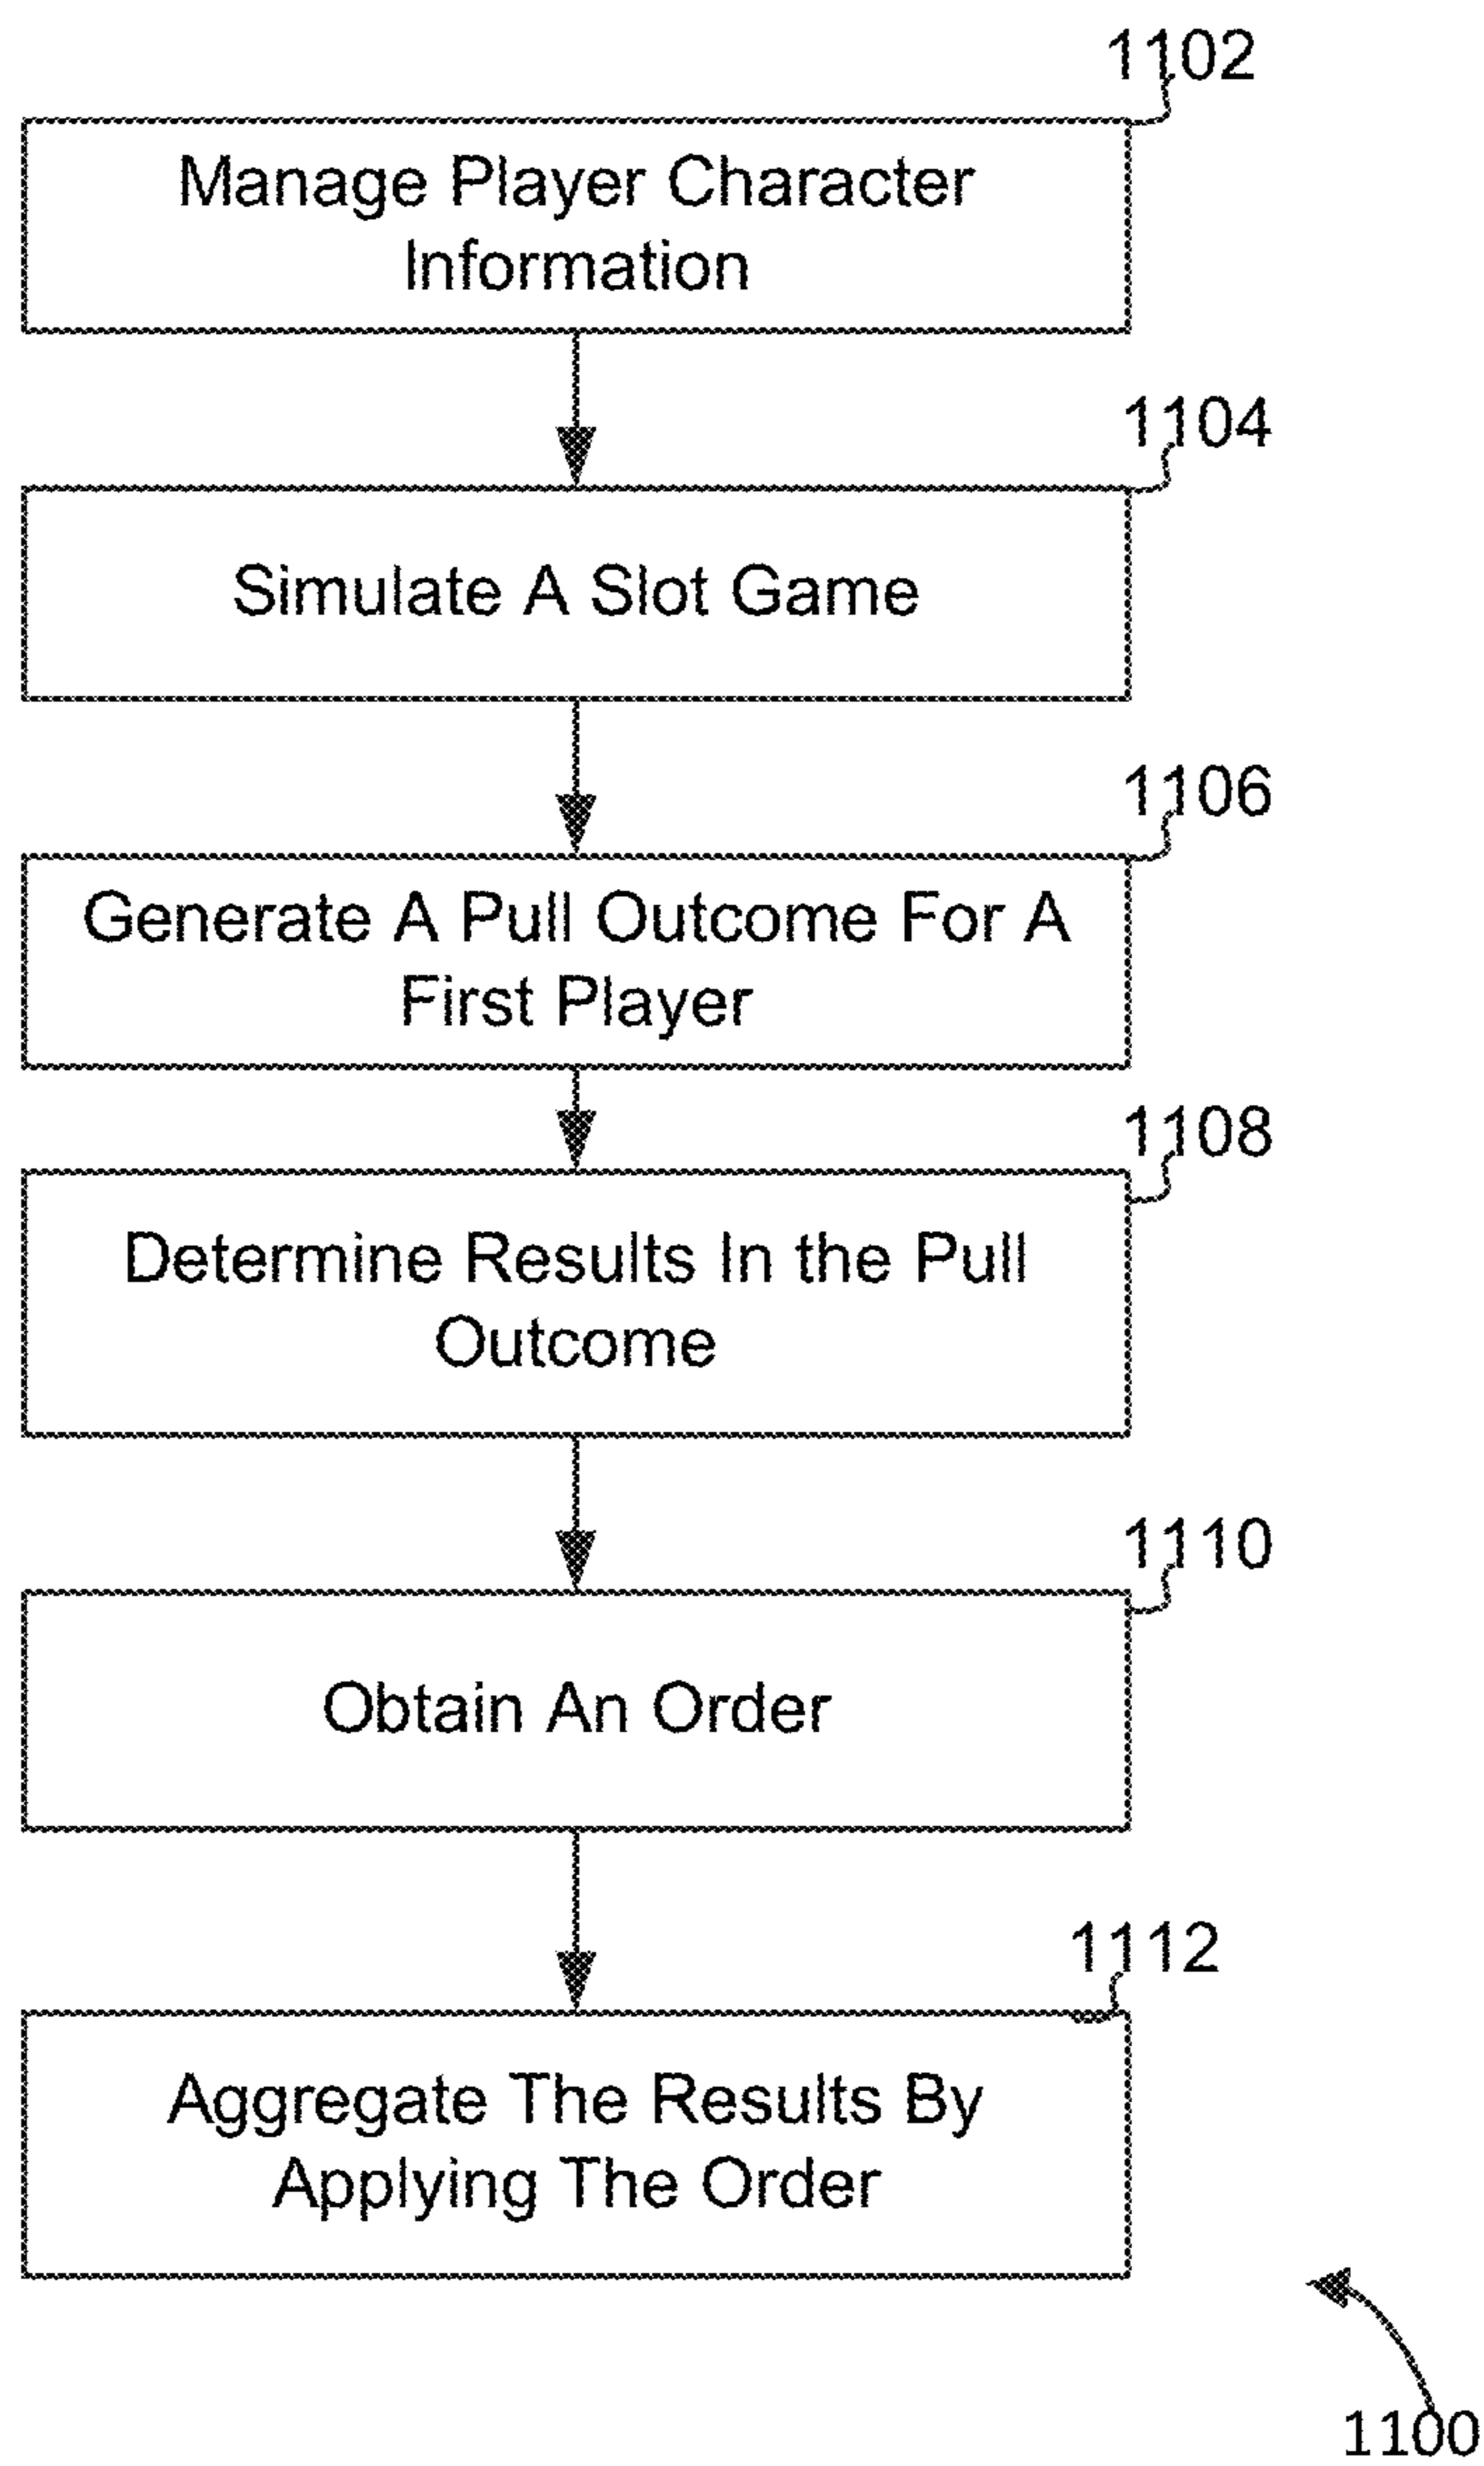 1102
Manage Player Character
Information
1104
Simulate A Slot Game
1106
Generate A Pull Outcome For A
First Player
1108
Determine Results In the Pull
Outcome
1110
Obtain An Order
1112
Aggregate The Results By
Applying The Order
1100